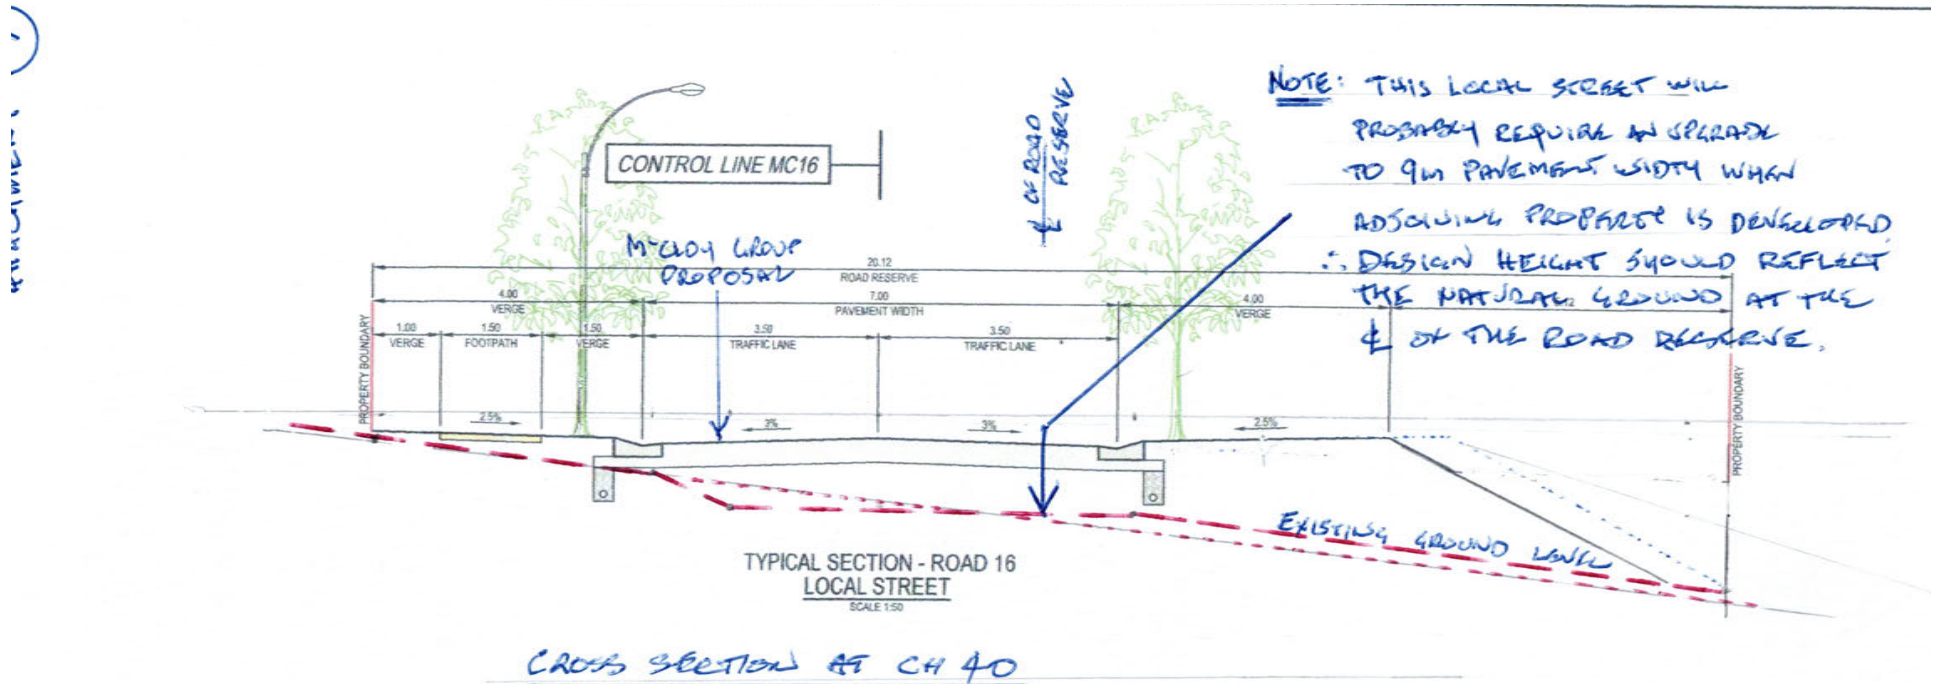 ATTACHMENT
NOTE: THIS LOCAL STREET WILL
PROBABLY REQUIRE AN UPGRADE
TO 9m PAVEMENT WIDTH WHEN
ADJOINING PROPERTY IS DEVELOPED.
∴ DESIGN HEIGHT SHOULD REFLECT
THE NATURAL GROUND AT THE
℄ OF THE ROAD RESERVE.
℄ OF ROAD
RESERVE
CONTROL LINE MC16
McCLOY GROUP
PROPOSAL
20.12
ROAD RESERVE
4.00
VERGE
7.00
PAVEMENT WIDTH
4.00
VERGE
1.00
VERGE
1.50
FOOTPATH
1.50
VERGE
3.50
TRAFFIC LANE
3.50
TRAFFIC LANE
PROPERTY BOUNDARY
PROPERTY BOUNDARY
2.5%
3%
3%
2.5%
EXISTING GROUND LEVEL
TYPICAL SECTION - ROAD 16
LOCAL STREET
SCALE 1:50
CROSS SECTION AT CH 40